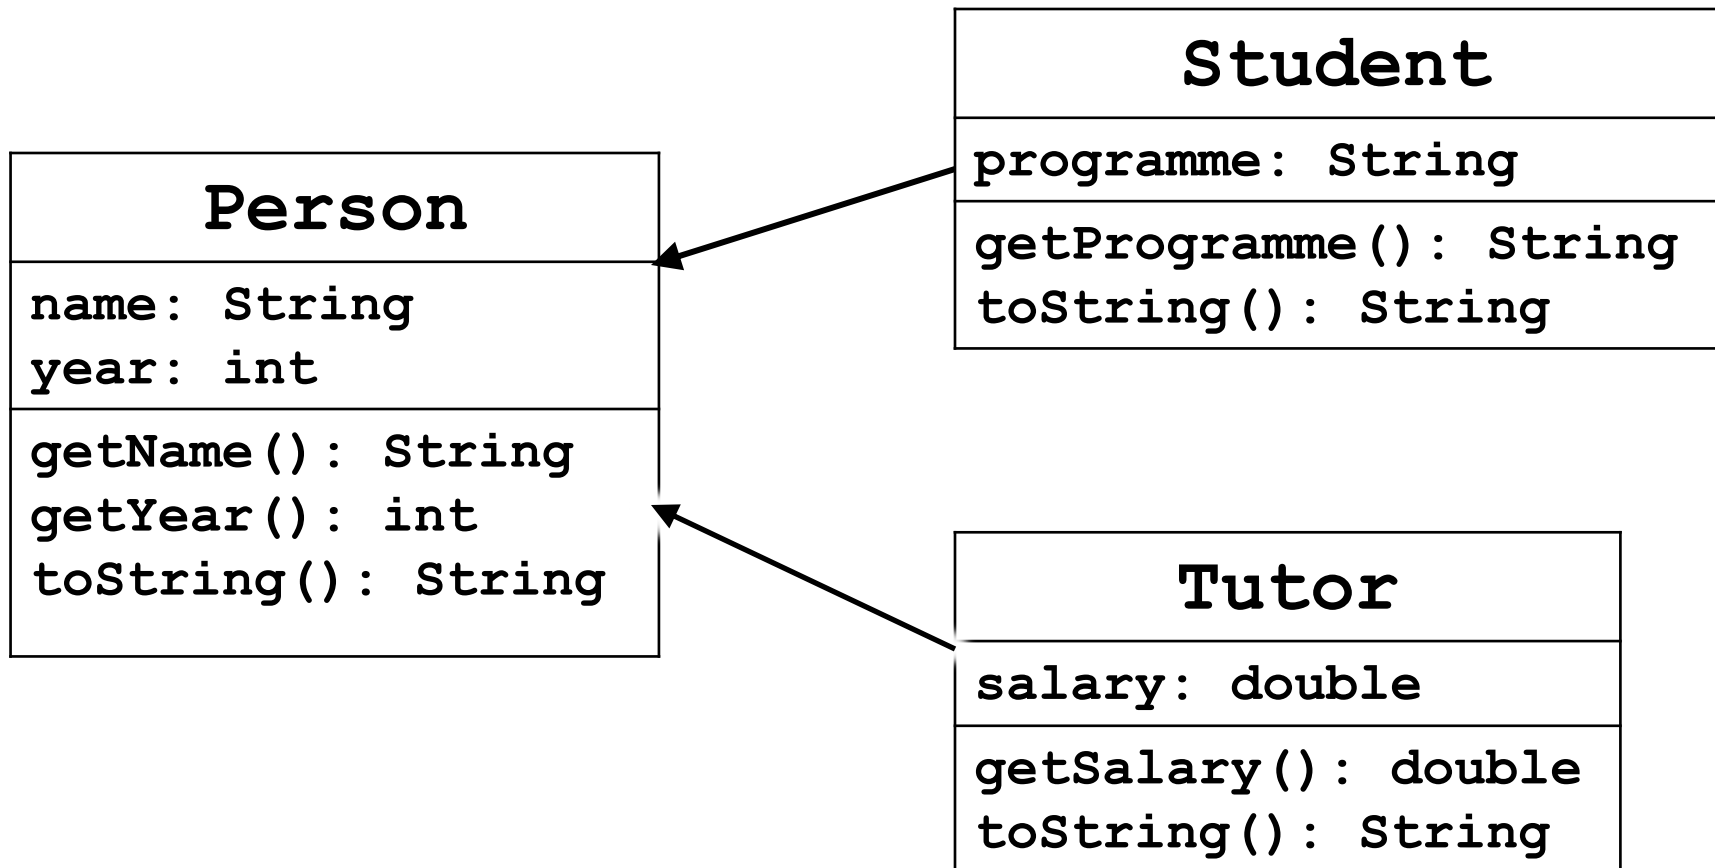 Person
name: String
year: int
getName(): String
getYear(): int
toString(): String
Student
programme: String
getProgramme(): String
toString(): String
Tutor
salary: double
getSalary(): double
toString(): String